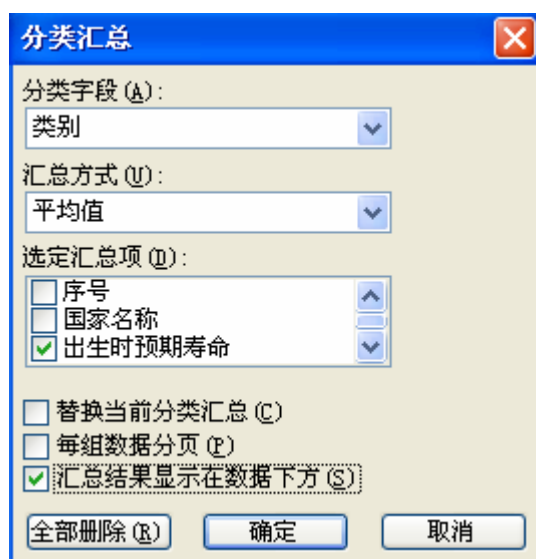 分类汇总
分类字段(A):
类别
汇总方式(U):
平均值
选定汇总项(D):
序号
国家名称
出生时预期寿命
替换当前分类汇总(C)
每组数据分页(P)
汇总结果显示在数据下方(S)
全部删除(R) 确定 取消